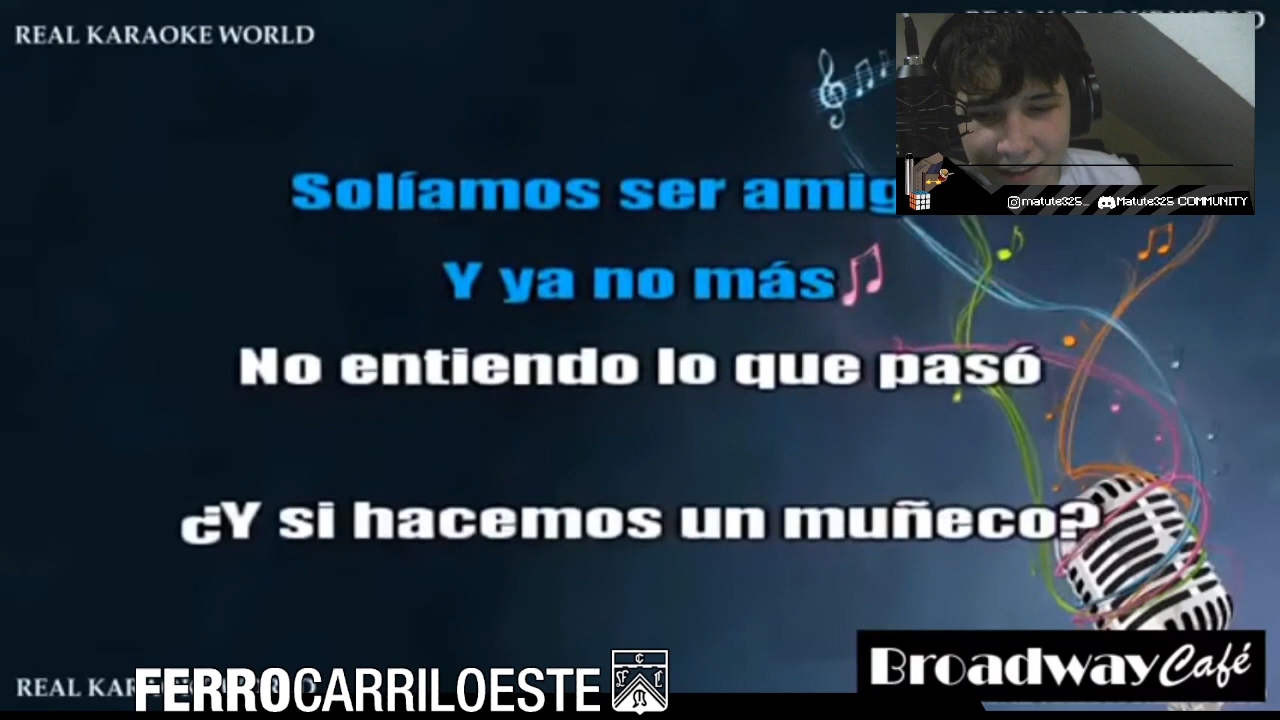 REAL KARAOKE WORLD
@matute325_ Matute325 COMMUNITY
Solíamos ser amig
Y ya no más
No entiendo lo que pasó
¿Y si hacemos un muñeco?
Broadway Café
FERROCARRILOESTE
REAL KAR